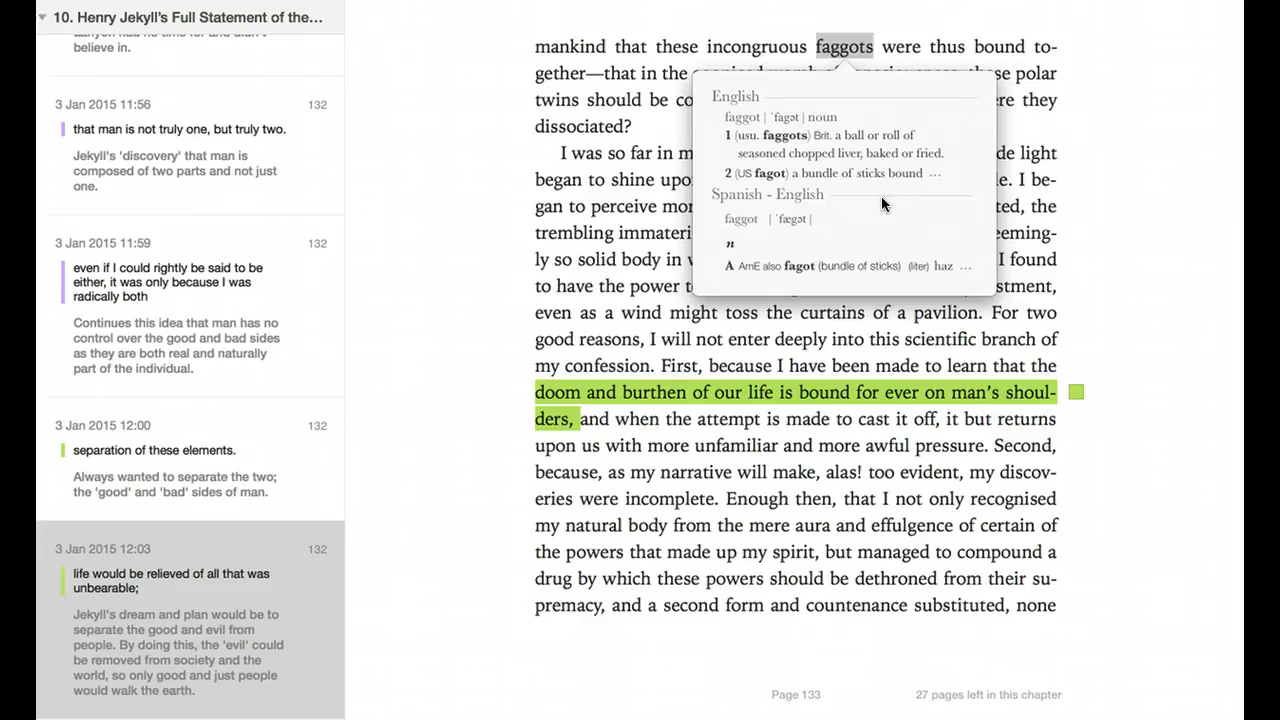 10. Henry Jekyll's Full Statement of the...
believe in.
3 Jan 2015 11:56 132
that man is not truly one, but truly two.
Jekyll's 'discovery' that man is
composed of two parts and not just
one.
3 Jan 2015 11:59 132
even if I could rightly be said to be
either, it was only because I was
radically both
Continues this idea that man has no
control over the good and bad sides
as they are both real and naturally
part of the individual.
3 Jan 2015 12:00 132
separation of these elements.
Always wanted to separate the two;
the 'good' and 'bad' sides of man.
3 Jan 2015 12:03 132
life would be relieved of all that was
unbearable;
Jekyll's dream and plan would be to
separate the good and evil from
people. By doing this, the 'evil' could
be removed from society and the
world, so only good and just people
would walk the earth.
mankind that these incongruous faggots were thus bound to-
gether—that in the
polar
twins should be co
re they
dissociated?
I was so far in m
de light
began to shine upo
le. I be-
gan to perceive mor
ted, the
trembling immateri
eeming-
ly so solid body in v
I found
to have the power t
stment,
even as a wind might toss the curtains of a pavilion. For two
good reasons, I will not enter deeply into this scientific branch of
my confession. First, because I have been made to learn that the
doom and burthen of our life is bound for ever on man's shoul-
ders, and when the attempt is made to cast it off, it but returns
upon us with more unfamiliar and more awful pressure. Second,
because, as my narrative will make, alas! too evident, my discov-
eries were incomplete. Enough then, that I not only recognised
my natural body from the mere aura and effulgence of certain of
the powers that made up my spirit, but managed to compound a
drug by which these powers should be dethroned from their su-
premacy, and a second form and countenance substituted, none
English
faggot | ˈfagət | noun
1 (usu. faggots) Brit. a ball or roll of
seasoned chopped liver, baked or fried.
2 (US fagot) a bundle of sticks bound ...
Spanish - English
faggot | ˈfægət |
n
A AmE also fagot (bundle of sticks) (liter) haz ...
Page 133 27 pages left in this chapter